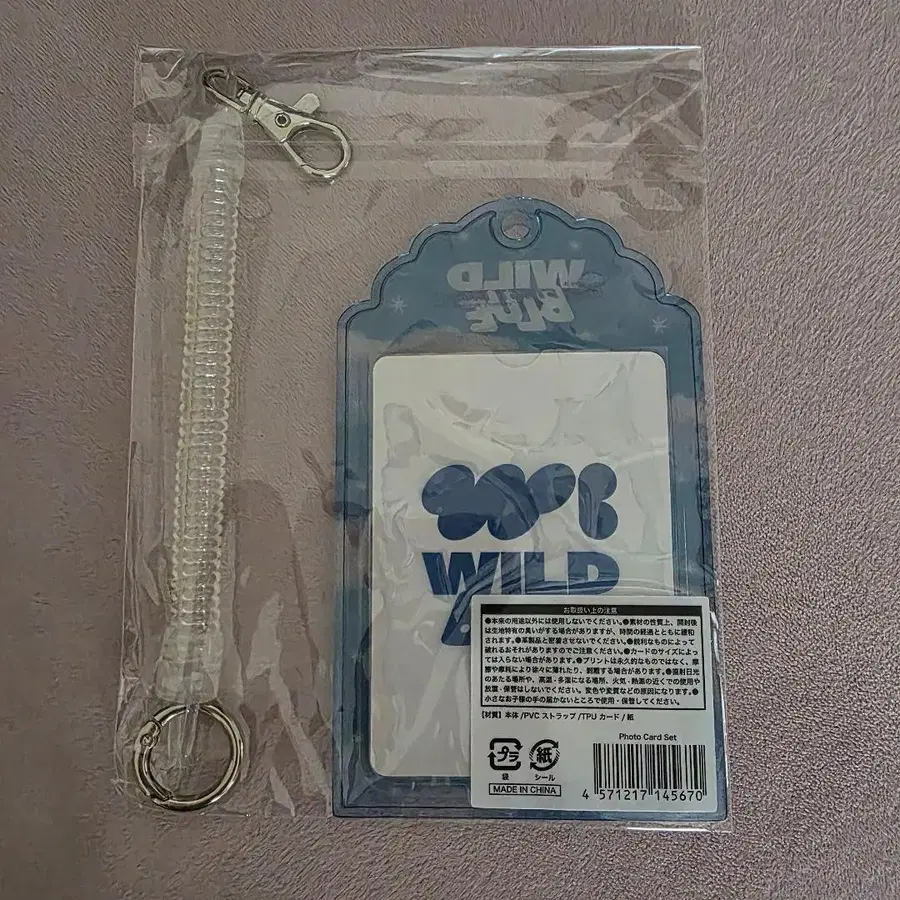 WILD
BLUE
WILD
お取扱い上の注意
●本来の用途以外には使用しないでください。●素材の性質上、開封後
は生地特有の臭いがする場合がありますが、時間の経過とともに緩和
されます。●革製品と密着させないでください。●鋭利なものによって
破れるおそれがありますのでご注意ください。●カードのサイズによっ
ては入らない場合がありますが。●プリントは永久的なものではなく、摩
擦や摩耗により徐々に薄れたり、剥離する場合があります。●直射日光
のあたる場所や、高温・多湿になる場所、火気・熱源の近くでの使用や
放置・保管はしないでください。変色や変質などの原因になります。●
小さなお子様の手の届かないところで使用・保管してください。
【材質】本体/PVC ストラップ/TPU カード/紙
Photo Card Set
プラ
紙
袋
シール
MADE IN CHINA
4 571217 145670